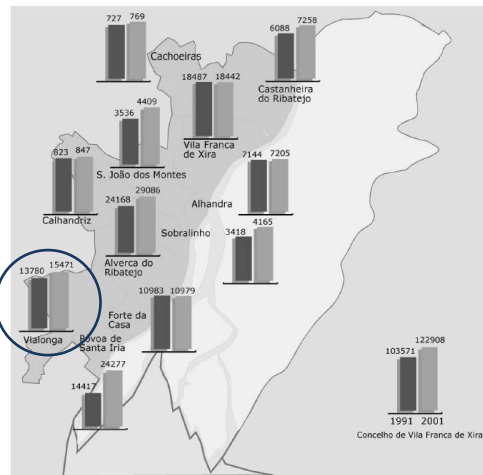 727 769
Cachoeiras
6088 7258
Castanheira
do Ribatejo
18487 18442
Vila Franca
de Xira
3536 4409
S. João dos Montes
823 847
Calhandriz
7144 7205
Alhandra
24168 29086
Alverca do
Ribatejo
Sobralinho
3418 4165
13780 15471
Vialonga
10983 10979
Forte da
Casa
Póvoa de
Santa Iria
14417 24277
103571 122908
1991 2001
Concelho de Vila Franca de Xira